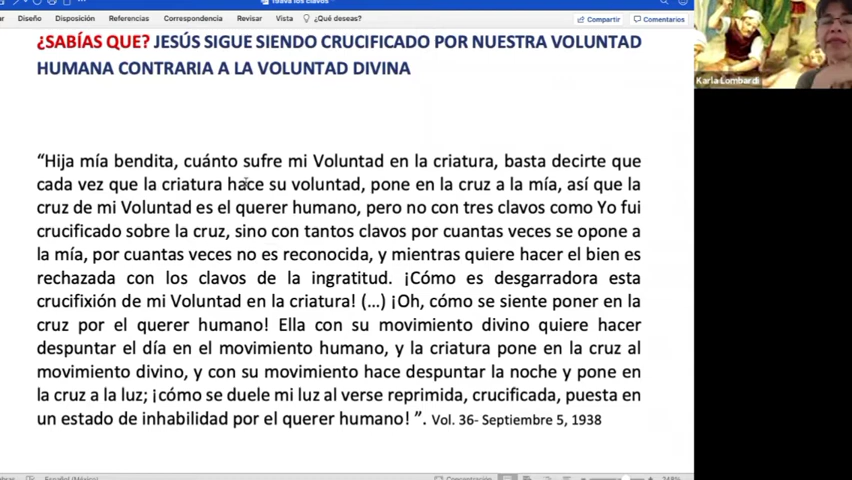 19ava los clavos
Diseño Disposición Referencias Correspondencia Revisar Vista ¿Qué deseas? Compartir Comentarios
¿SABÍAS QUE? JESÚS SIGUE SIENDO CRUCIFICADO POR NUESTRA VOLUNTAD
HUMANA CONTRARIA A LA VOLUNTAD DIVINA
Karla Lombardi
“Hija mía bendita, cuánto sufre mi Voluntad en la criatura, basta decirte que
cada vez que la criatura hace su voluntad, pone en la cruz a la mía, así que la
cruz de mi Voluntad es el querer humano, pero no con tres clavos como Yo fui
crucificado sobre la cruz, sino con tantos clavos por cuantas veces se opone a
la mía, por cuantas veces no es reconocida, y mientras quiere hacer el bien es
rechazada con los clavos de la ingratitud. ¡Cómo es desgarradora esta
crucifixión de mi Voluntad en la criatura! (...) ¡Oh, cómo se siente poner en la
cruz por el querer humano! Ella con su movimiento divino quiere hacer
despuntar el día en el movimiento humano, y la criatura pone en la cruz al
movimiento divino, y con su movimiento hace despuntar la noche y pone en
la cruz a la luz; ¡cómo se duele mi luz al verse reprimida, crucificada, puesta en
un estado de inhabilidad por el querer humano! ”. Vol. 36- Septiembre 5, 1938
Español (México)